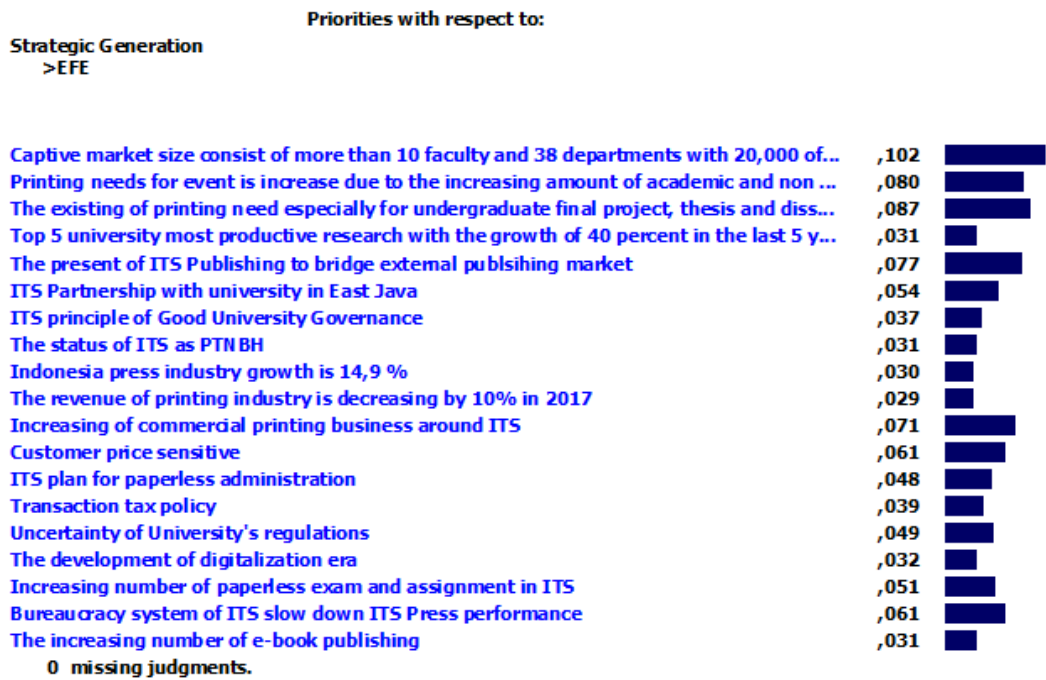 Priorities with respect to:
Strategic Generation
>EFE
Captive market size consist of more than 10 faculty and 38 departments with 20,000 of... ,102
Printing needs for event is increase due to the increasing amount of academic and non ... ,080
The existing of printing need especially for undergraduate final project, thesis and diss... ,087
Top 5 university most productive research with the growth of 40 percent in the last 5 y... ,031
The present of ITS Publishing to bridge external publsihing market ,077
ITS Partnership with university in East Java ,054
ITS principle of Good University Governance ,037
The status of ITS as PTNBH ,031
Indonesia press industry growth is 14,9 % ,030
The revenue of printing industry is decreasing by 10% in 2017 ,029
Increasing of commercial printing business around ITS ,071
Customer price sensitive ,061
ITS plan for paperless administration ,048
Transaction tax policy ,039
Uncertainty of University's regulations ,049
The development of digitalization era ,032
Increasing number of paperless exam and assignment in ITS ,051
Bureaucracy system of ITS slow down ITS Press performance ,061
The increasing number of e-book publishing ,031
0 missing judgments.